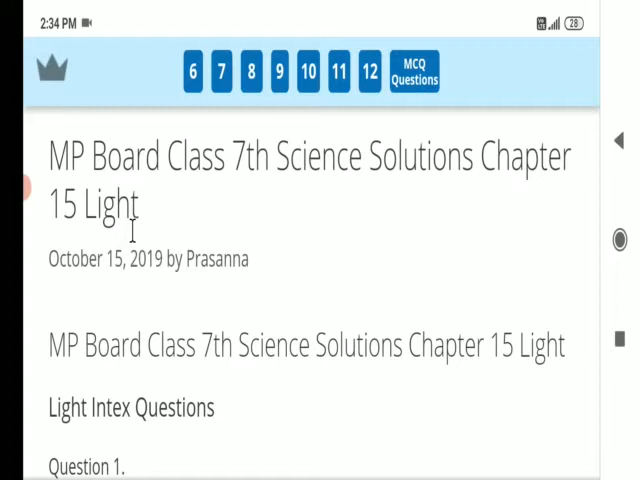 2:34 PM
28
6 7 8 9 10 11 12 MCQ
Questions
MP Board Class 7th Science Solutions Chapter
15 Light
October 15, 2019 by Prasanna
MP Board Class 7th Science Solutions Chapter 15 Light
Light Intex Questions
Question 1.